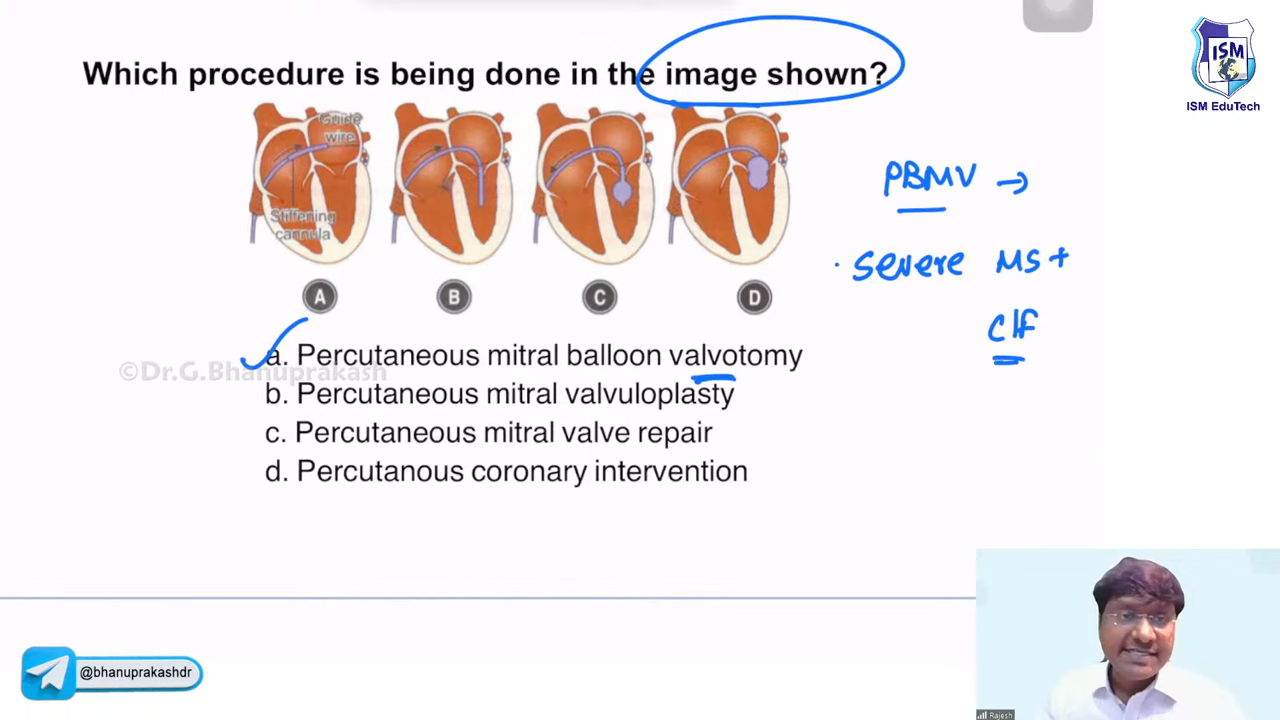 Which procedure is being done in the image shown?
ISM
ISM EduTech
Guide
wire
Stiffening
cannula
A
B
C
D
PBMV →
· Severe MS +
a. Percutaneous mitral balloon valvotomy
b. Percutaneous mitral valvuloplasty
c. Percutaneous mitral valve repair
d. Percutanous coronary intervention
©Dr.G.Bhanuprakash
@bhanuprakashdr
Rajesh